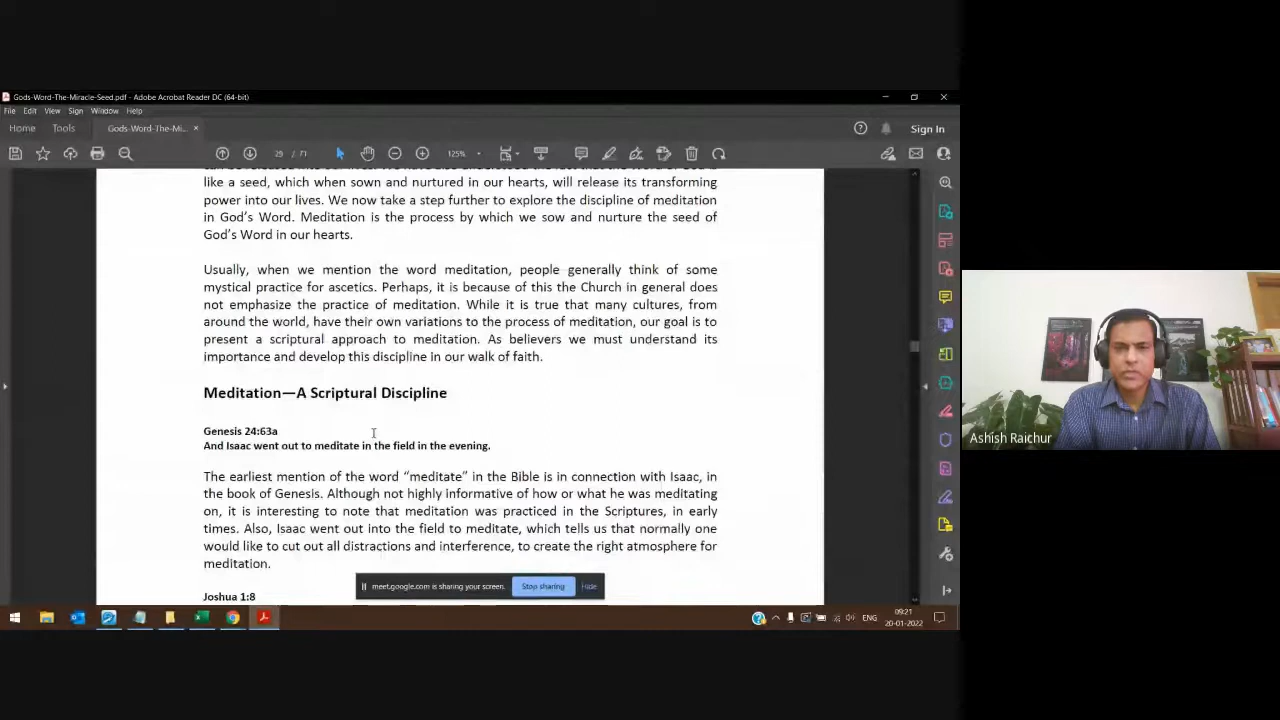 Gods-Word-The-Miracle-Seed.pdf - Adobe Acrobat Reader DC (64-bit)
File Edit View Sign Window Help
Home Tools Gods-Word-The-Mi... × Sign In
29 / 71 125%
like a seed, which when sown and nurtured in our hearts, will release its transforming
power into our lives. We now take a step further to explore the discipline of meditation
in God’s Word. Meditation is the process by which we sow and nurture the seed of
God’s Word in our hearts.
Usually, when we mention the word meditation, people generally think of some
mystical practice for ascetics. Perhaps, it is because of this the Church in general does
not emphasize the practice of meditation. While it is true that many cultures, from
around the world, have their own variations to the process of meditation, our goal is to
present a scriptural approach to meditation. As believers we must understand its
importance and develop this discipline in our walk of faith.
Meditation—A Scriptural Discipline
Genesis 24:63a
And Isaac went out to meditate in the field in the evening.
The earliest mention of the word “meditate” in the Bible is in connection with Isaac, in
the book of Genesis. Although not highly informative of how or what he was meditating
on, it is interesting to note that meditation was practiced in the Scriptures, in early
times. Also, Isaac went out into the field to meditate, which tells us that normally one
would like to cut out all distractions and interference, to create the right atmosphere for
meditation.
Joshua 1:8
meet.google.com is sharing your screen. Stop sharing Hide
ENG
09:21
20-01-2022
Ashish Raichur